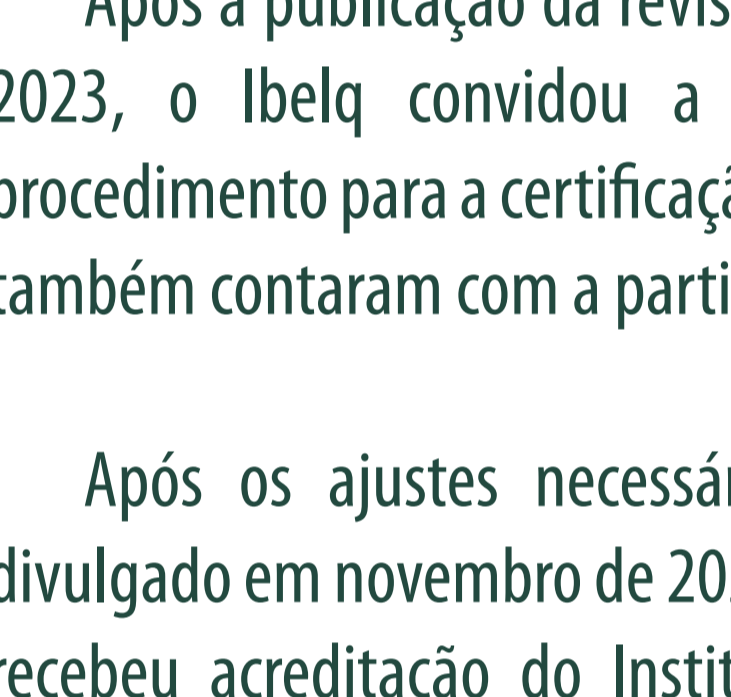 Após a publicação da revis
2023, o Ibelq convidou a
procedimento para a certificaçã
também contaram com a parti
Após os ajustes necessár
divulgado em novembro de 202
recebeu acreditação do Instit